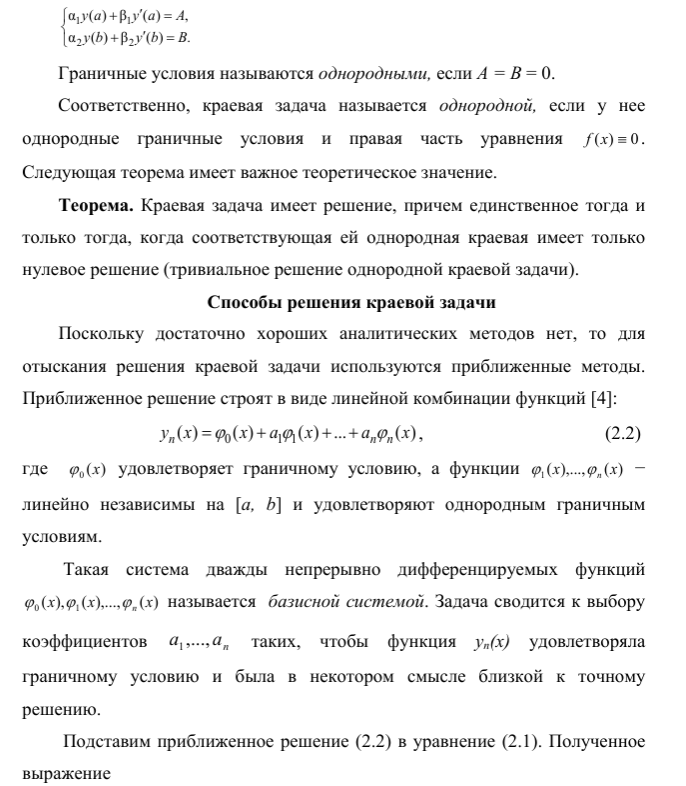 α₁y(a) + β₁y′(a) = A,
α₂y(b) + β₂y′(b) = B.
Граничные условия называются однородными, если A = B = 0.
Соответственно, краевая задача называется однородной, если у нее
однородные граничные условия и правая часть уравнения f(x) ≡ 0.
Следующая теорема имеет важное теоретическое значение.
Теорема. Краевая задача имеет решение, причем единственное тогда и
только тогда, когда соответствующая ей однородная краевая имеет только
нулевое решение (тривиальное решение однородной краевой задачи).
Способы решения краевой задачи
Поскольку достаточно хороших аналитических методов нет, то для
отыскания решения краевой задачи используются приближенные методы.
Приближенное решение строят в виде линейной комбинации функций [4]:
yₙ(x) = φ₀(x) + a₁φ₁(x) + ... + aₙφₙ(x), (2.2)
где φ₀(x) удовлетворяет граничному условию, а функции φ₁(x),...,φₙ(x) −
линейно независимы на [a, b] и удовлетворяют однородным граничным
условиям.
Такая система дважды непрерывно дифференцируемых функций
φ₀(x),φ₁(x),...,φₙ(x) называется базисной системой. Задача сводится к выбору
коэффициентов a₁,...,aₙ таких, чтобы функция yₙ(x) удовлетворяла
граничному условию и была в некотором смысле близкой к точному
решению.
Подставим приближенное решение (2.2) в уравнение (2.1). Полученное
выражение